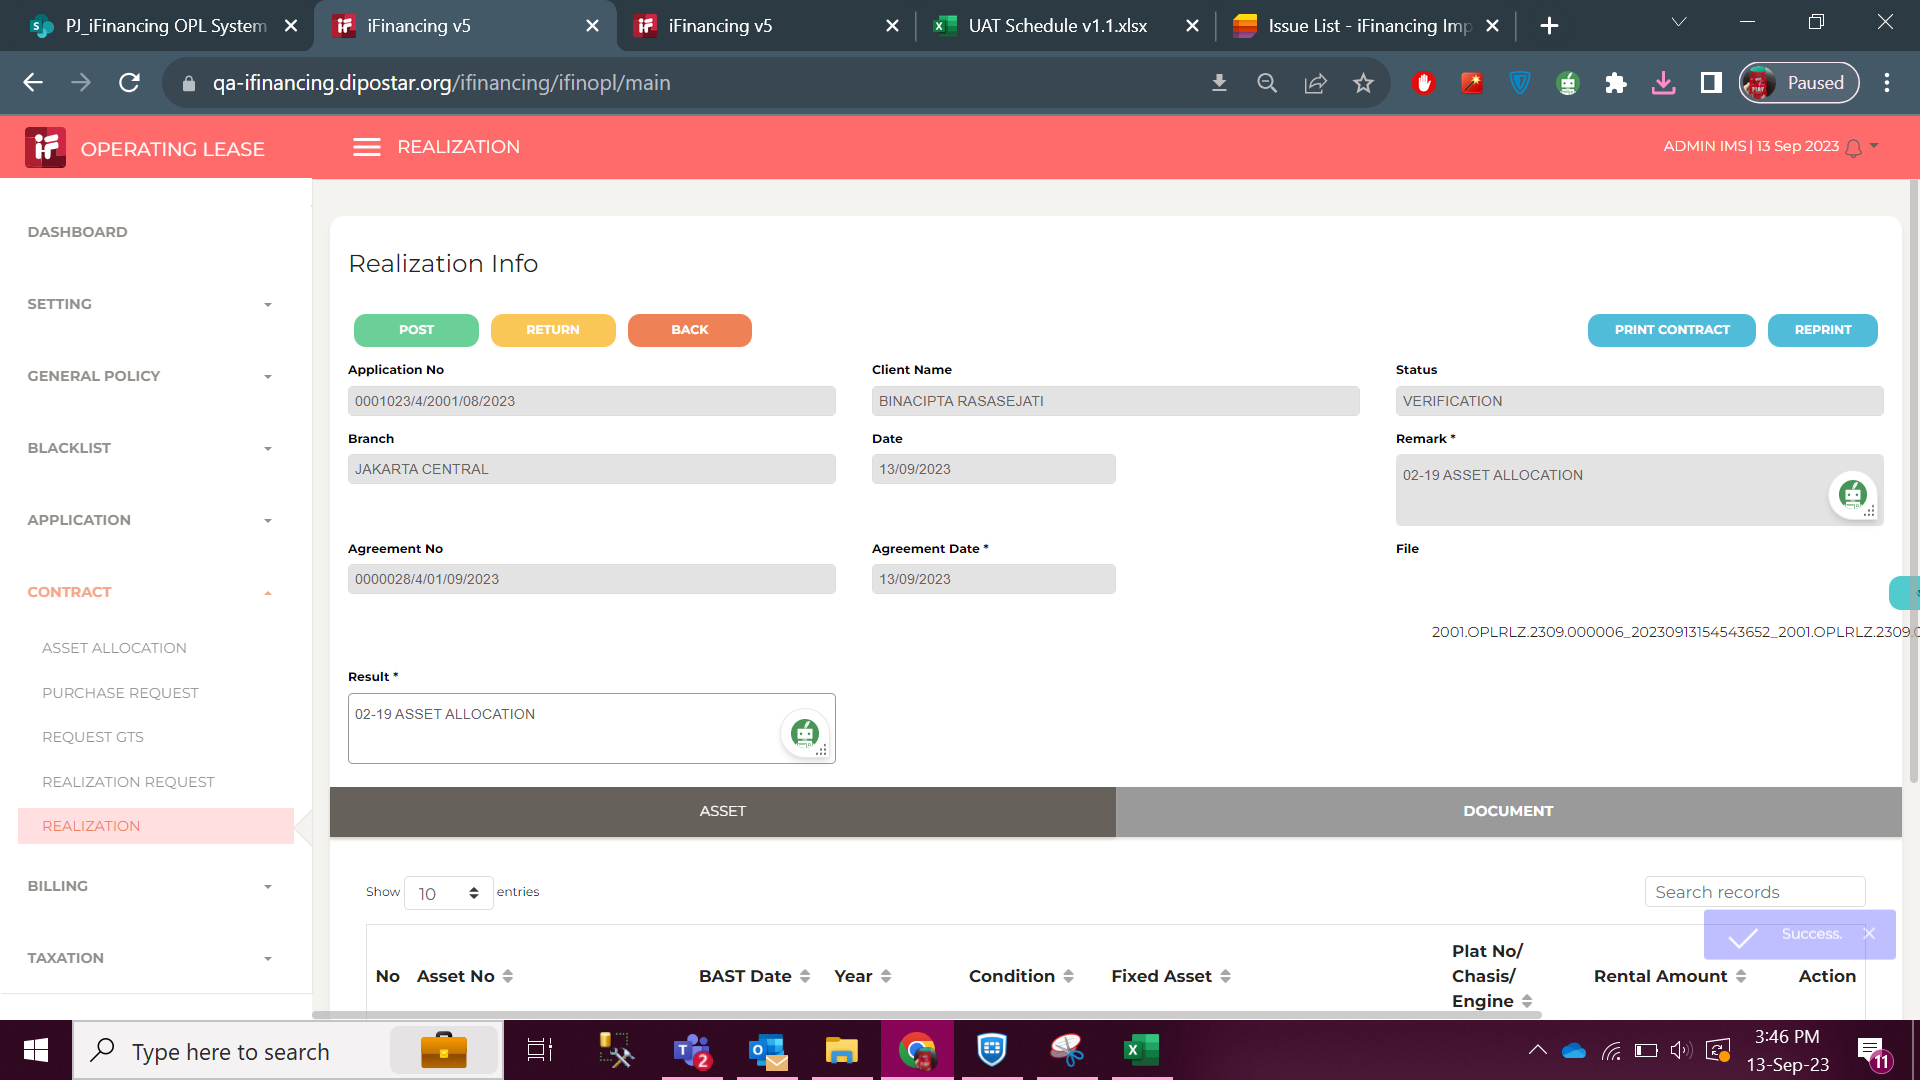 PJ_iFinancing OPL System
iFinancing v5
iFinancing v5
UAT Schedule v1.1.xlsx
Issue List - iFinancing Imp
qa-ifinancing.dipostar.org/ifinancing/ifinopl/main
Paused
iF OPERATING LEASE
REALIZATION
ADMIN IMS | 13 Sep 2023
DASHBOARD
SETTING
GENERAL POLICY
BLACKLIST
APPLICATION
CONTRACT
ASSET ALLOCATION
PURCHASE REQUEST
REQUEST GTS
REALIZATION REQUEST
REALIZATION
BILLING
TAXATION
Realization Info
POST
RETURN
BACK
PRINT CONTRACT
REPRINT
Application No
0001023/4/2001/08/2023
Client Name
BINACIPTA RASASEJATI
Status
VERIFICATION
Branch
JAKARTA CENTRAL
Date
13/09/2023
Remark *
02-19 ASSET ALLOCATION
Agreement No
0000028/4/01/09/2023
Agreement Date *
13/09/2023
File
2001.OPLRLZ.2309.000006_20230913154543652_2001.OPLRLZ.2309.0
Result *
02-19 ASSET ALLOCATION
ASSET
DOCUMENT
Show 10 entries
Search records
Success.
No
Asset No
BAST Date
Year
Condition
Fixed Asset
Plat No/
Chasis/
Engine
Rental Amount
Action
Type here to search
2
3:46 PM
13-Sep-23
11